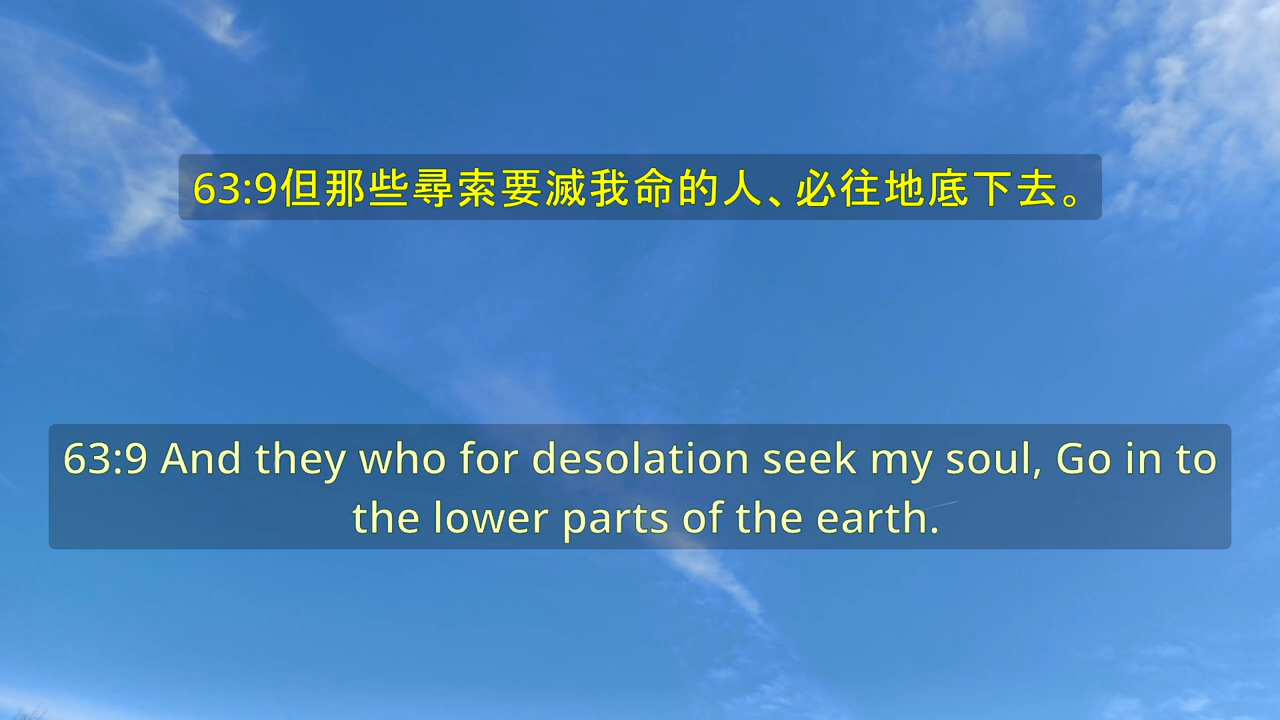 63:9但那些尋索要滅我命的人、必往地底下去。
63:9 And they who for desolation seek my soul, Go in to
the lower parts of the earth.